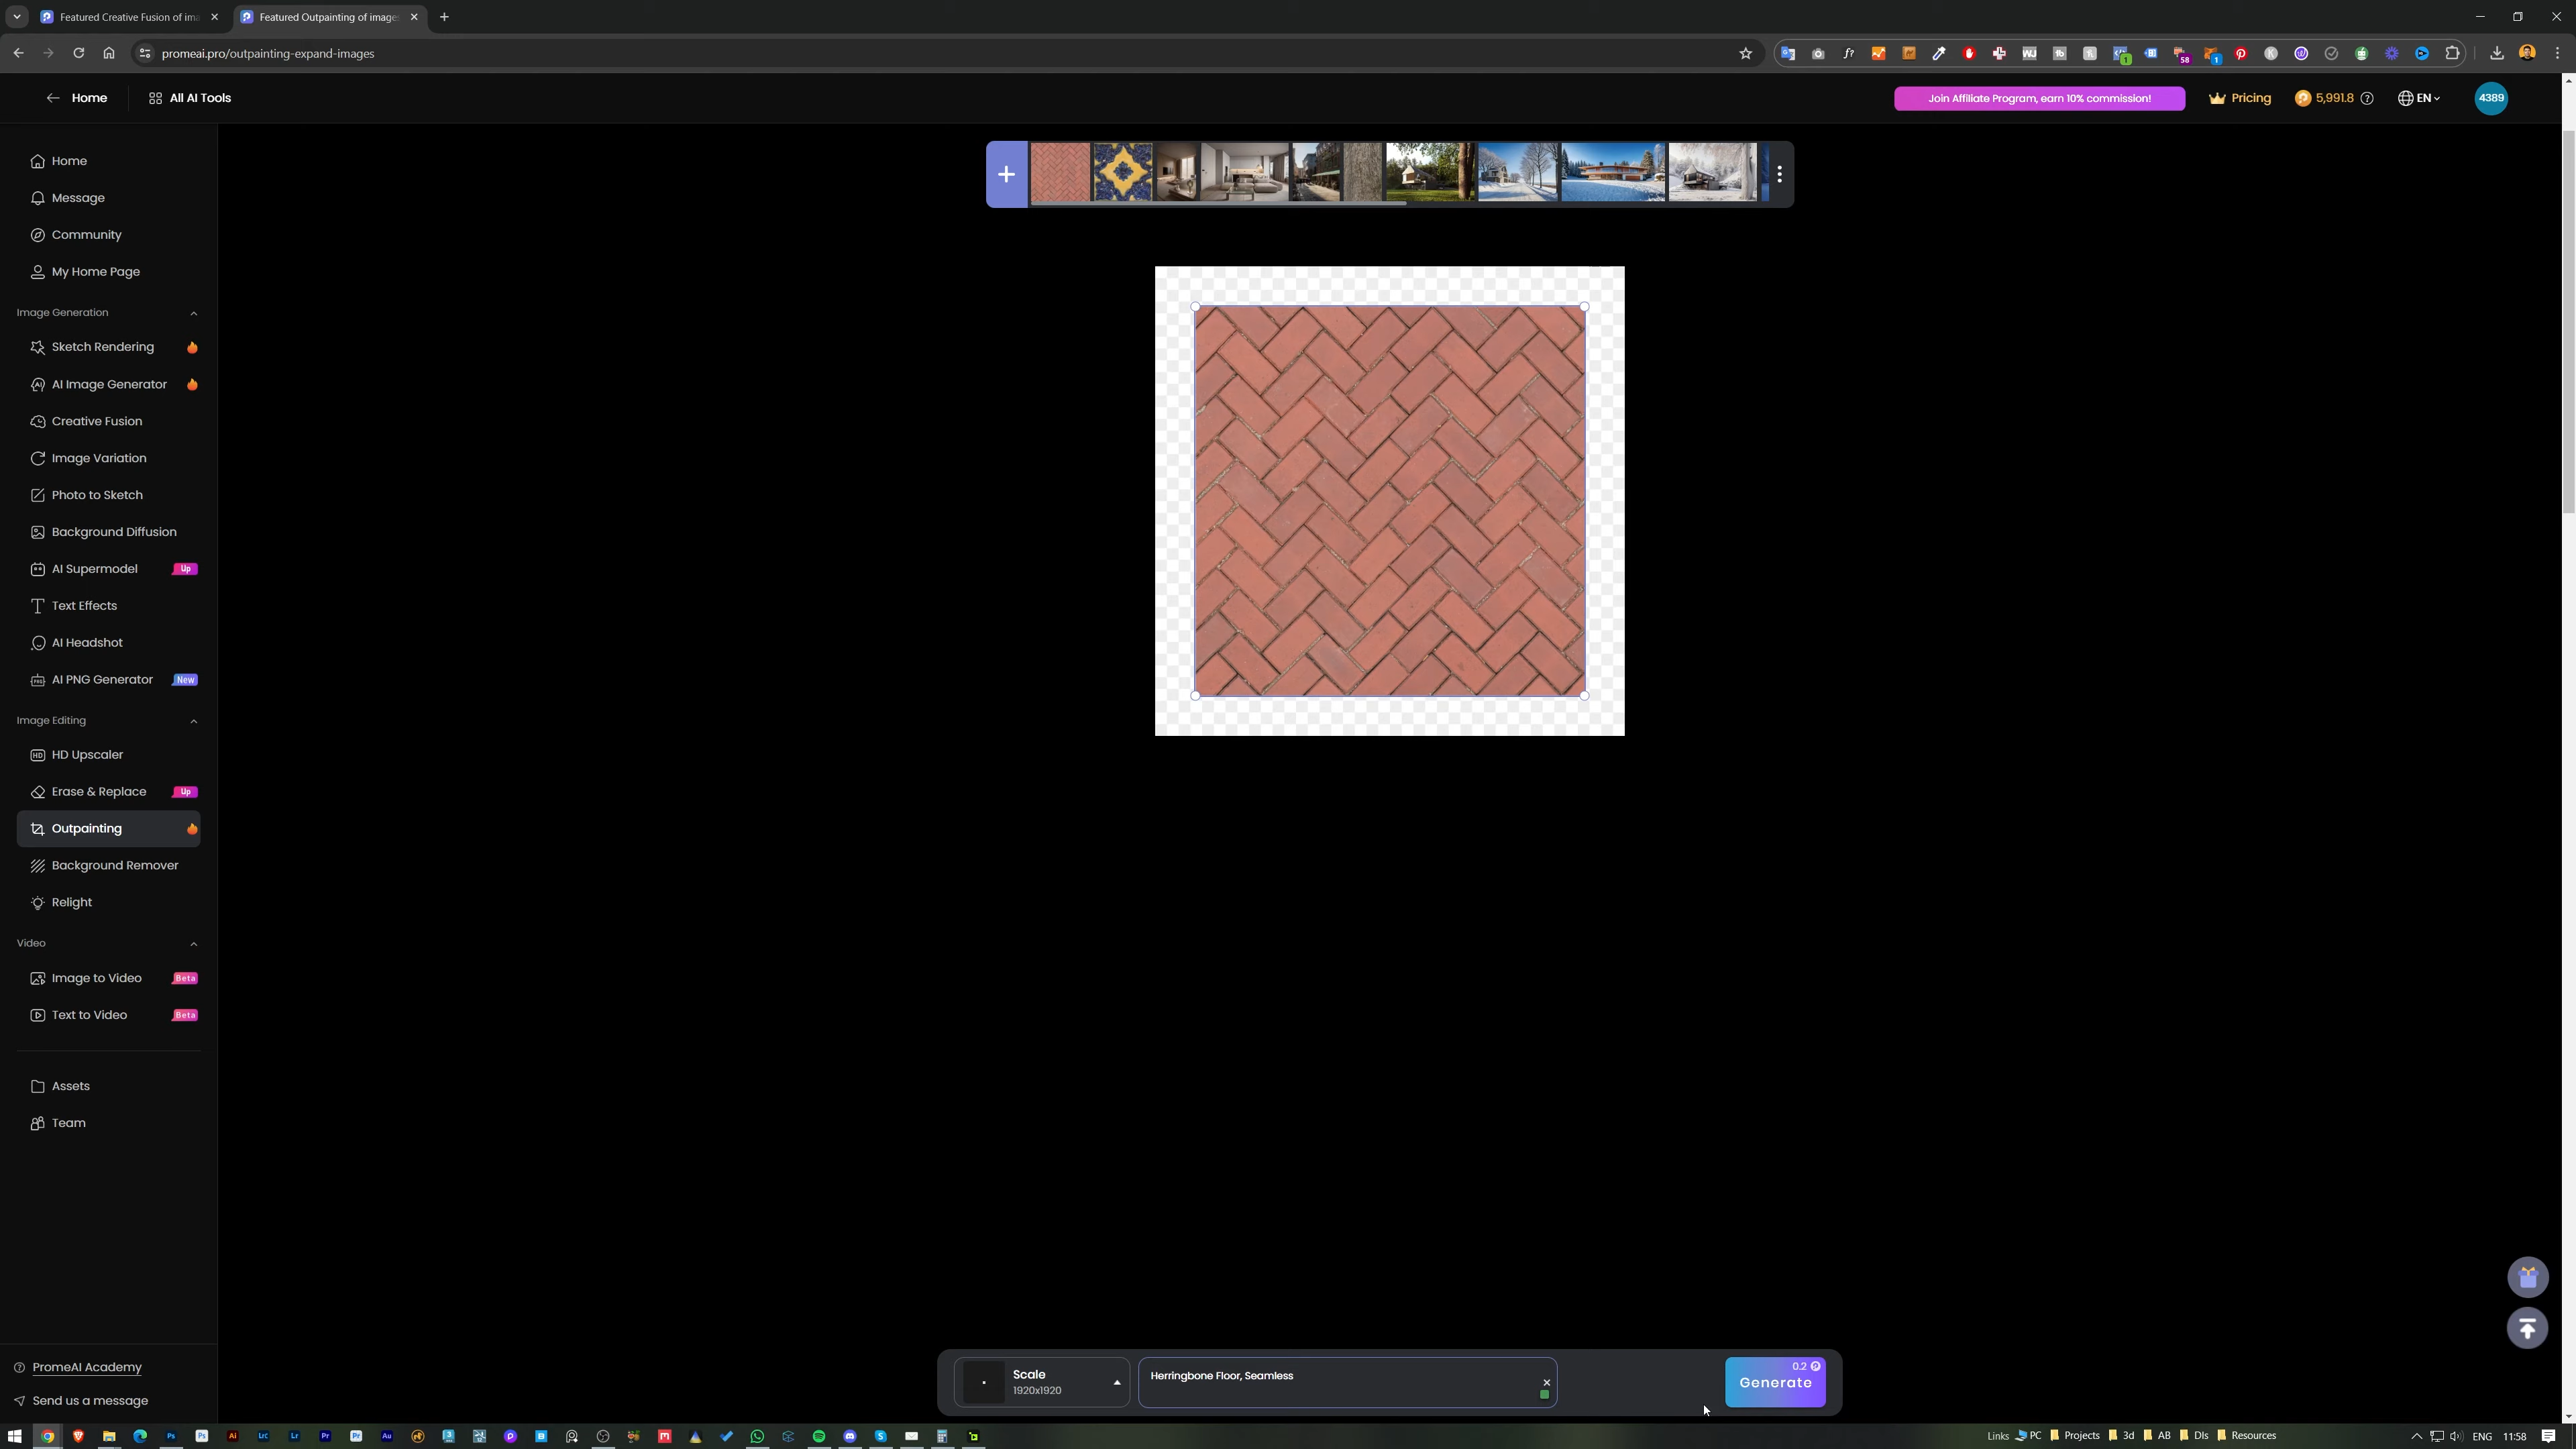 Featured Creative Fusion of ima
Featured Outpainting of image
promeai.pro/outpainting-expand-images
Home
All AI Tools
Join Affiliate Program, earn 10% commission!
Pricing
5,991.8
EN
4389
Home
Message
Community
My Home Page
Image Generation
Sketch Rendering
AI Image Generator
Creative Fusion
Image Variation
Photo to Sketch
Background Diffusion
AI Supermodel
Up
Text Effects
AI Headshot
AI PNG Generator
New
Image Editing
HD Upscaler
Erase & Replace
Up
Outpainting
Background Remover
Relight
Video
Image to Video
Beta
Text to Video
Beta
Assets
Team
PromeAI Academy
Send us a message
Scale
1920x1920
Herringbone Floor, Seamless
0.2
Generate
Links
PC
Projects
3d
AB
DIs
Resources
ENG
11:58